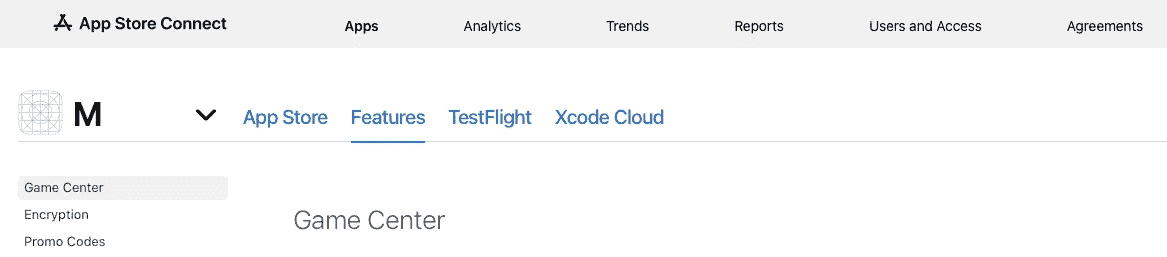 App Store Connect Apps Analytics Trends Reports Users and Access Agreements
M App Store Features TestFlight Xcode Cloud
Game Center
Encryption
Promo Codes
Game Center